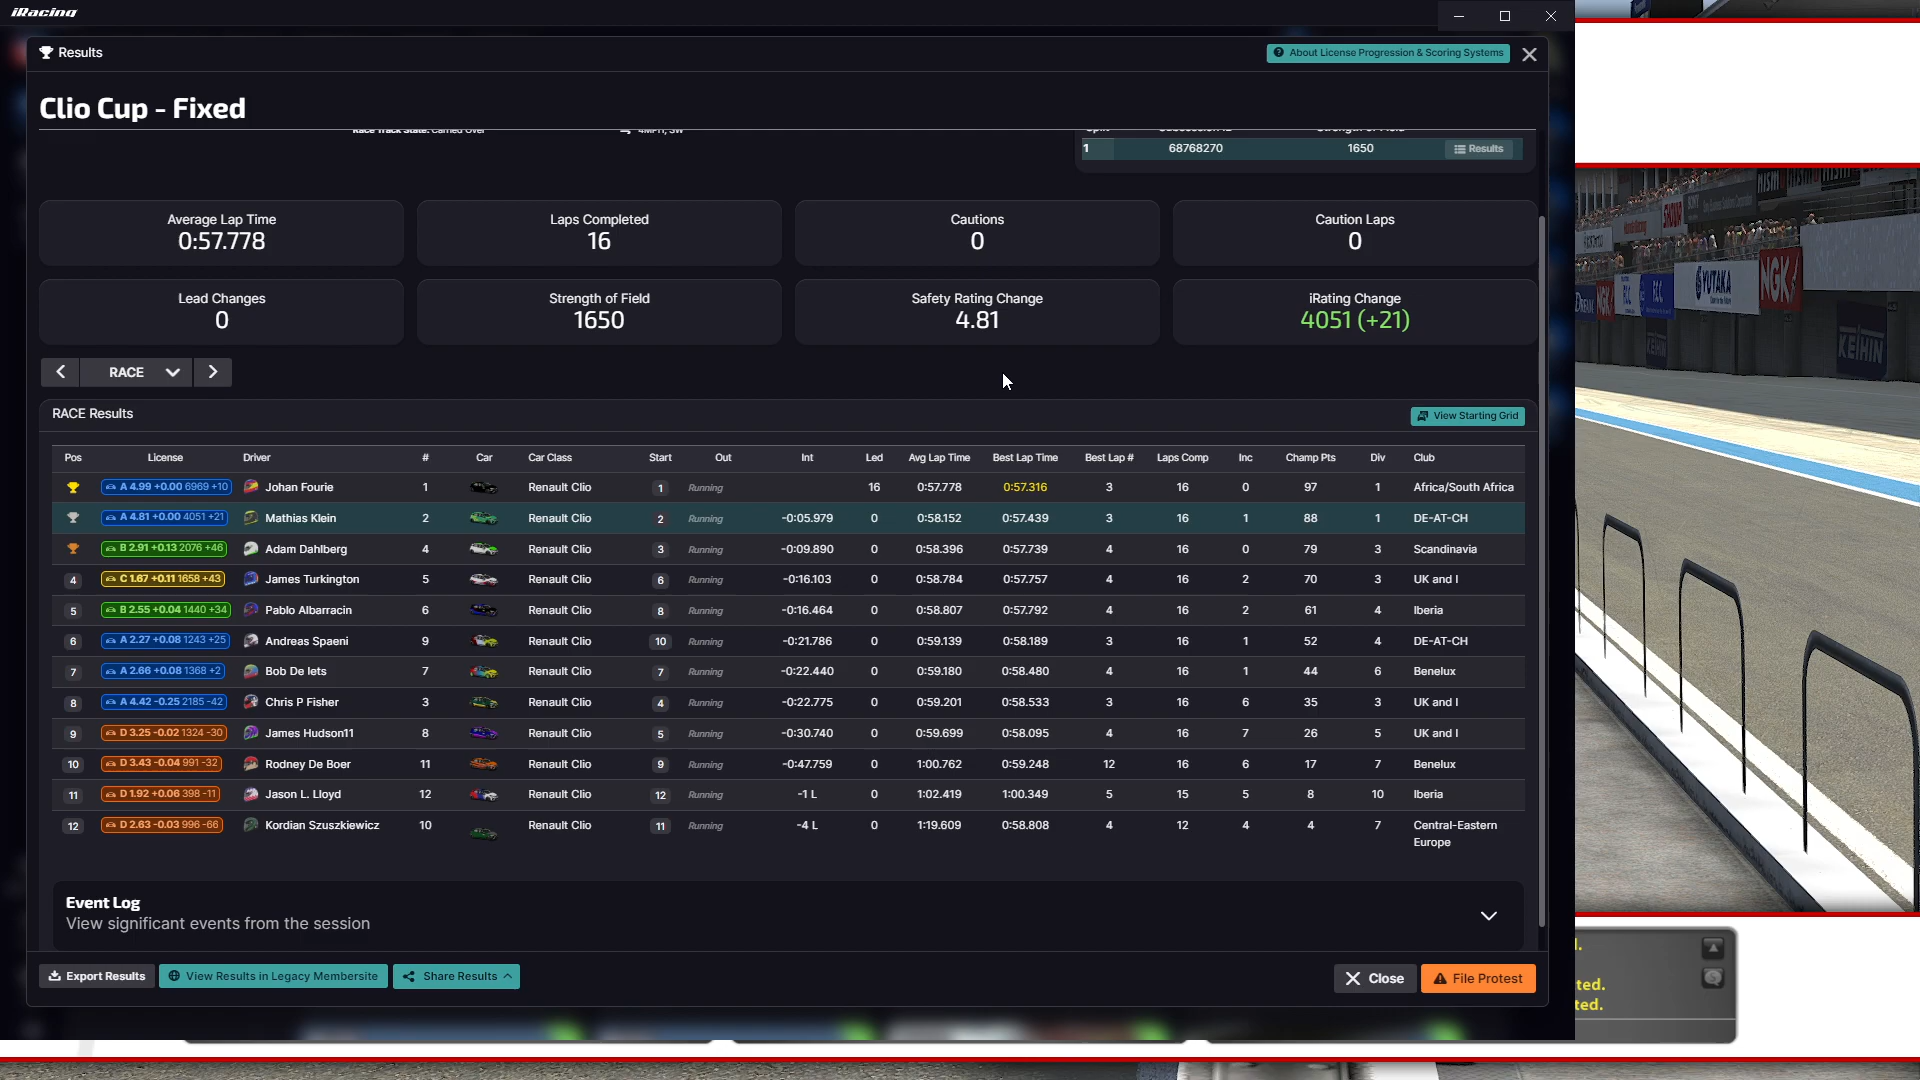 iRacing
Results
About License Progression & Scoring Systems
Clio Cup - Fixed
Race Track State: Carried Over
4MPH, SW
1 68768270 1650 Results
Average Lap Time
0:57.778
Laps Completed
16
Cautions
0
Caution Laps
0
Lead Changes
0
Strength of Field
1650
Safety Rating Change
4.81
iRating Change
4051 (+21)
RACE
RACE Results
View Starting Grid
Pos License Driver # Car Car Class Start Out Int Led Avg Lap Time Best Lap Time Best Lap # Laps Comp Inc Champ Pts Div Club
A 4.99 +0.00 6969 +10 Johan Fourie 1 Renault Clio 1 Running 16 0:57.778 0:57.316 3 16 0 97 1 Africa/South Africa
A 4.81 +0.00 4051 +21 Mathias Klein 2 Renault Clio 2 Running -0:05.979 0 0:58.152 0:57.439 3 16 1 88 1 DE-AT-CH
B 2.91 +0.13 2076 +46 Adam Dahlberg 4 Renault Clio 3 Running -0:09.890 0 0:58.396 0:57.739 4 16 0 79 3 Scandinavia
4 C 1.67 +0.11 1658 +43 James Turkington 5 Renault Clio 6 Running -0:16.103 0 0:58.784 0:57.757 4 16 2 70 3 UK and I
5 B 2.55 +0.04 1440 +34 Pablo Albarracin 6 Renault Clio 8 Running -0:16.464 0 0:58.807 0:57.792 4 16 2 61 4 Iberia
6 A 2.27 +0.08 1243 +25 Andreas Spaeni 9 Renault Clio 10 Running -0:21.786 0 0:59.139 0:58.189 3 16 1 52 4 DE-AT-CH
7 A 2.66 +0.08 1368 +2 Bob De Iets 7 Renault Clio 7 Running -0:22.440 0 0:59.180 0:58.480 4 16 1 44 6 Benelux
8 A 4.42 -0.25 2185 -42 Chris P Fisher 3 Renault Clio 4 Running -0:22.775 0 0:59.201 0:58.533 3 16 6 35 3 UK and I
9 D 3.25 -0.02 1324 -30 James Hudson11 8 Renault Clio 5 Running -0:30.740 0 0:59.699 0:58.095 4 16 7 26 5 UK and I
10 D 3.43 -0.04 991 -32 Rodney De Boer 11 Renault Clio 9 Running -0:47.759 0 1:00.762 0:59.248 12 16 6 17 7 Benelux
11 D 1.92 +0.06 398 -11 Jason L. Lloyd 12 Renault Clio 12 Running -1 L 0 1:02.419 1:00.349 5 15 5 8 10 Iberia
12 D 2.63 -0.03 996 -66 Kordian Szuszkiewicz 10 Renault Clio 11 Running -4 L 0 1:19.609 0:58.808 4 12 4 4 7 Central-Eastern
Europe
Event Log
View significant events from the session
Export Results
View Results in Legacy Membersite
Share Results
Close
File Protest
YUTAKA
NGK
KEIHIN
ted.
ted.